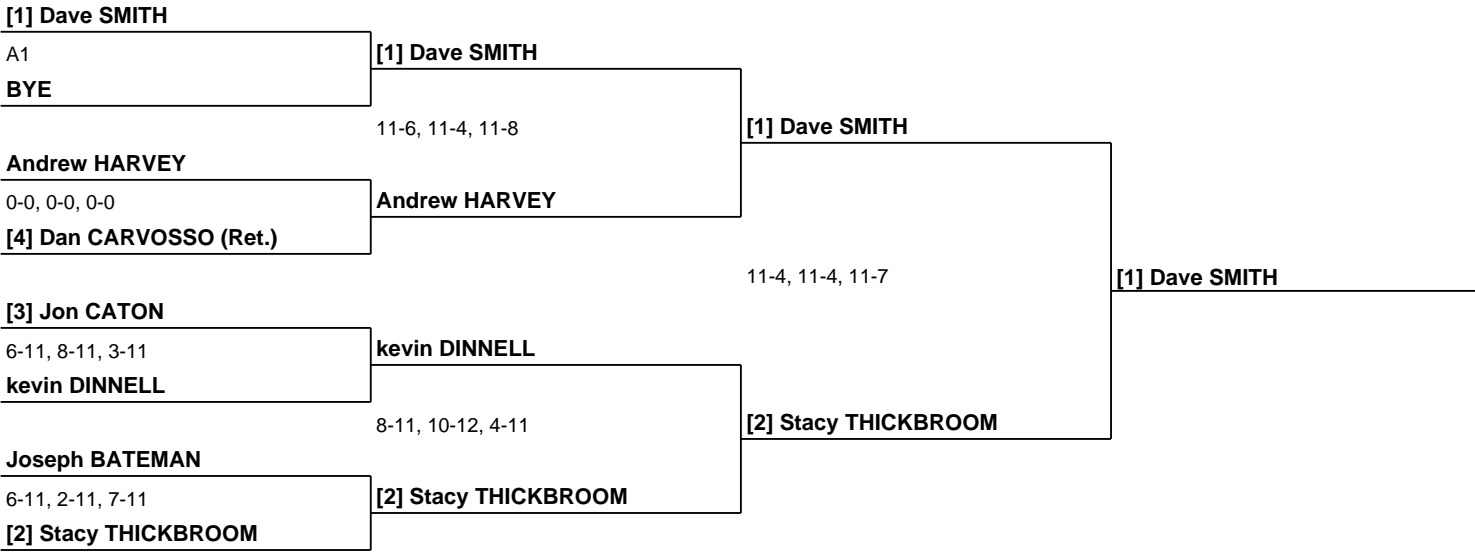 [1] Dave SMITH
A1
BYE
Andrew HARVEY
0-0, 0-0, 0-0
[4] Dan CARVOSSO (Ret.)
[3] Jon CATON
6-11, 8-11, 3-11
kevin DINNELL
Joseph BATEMAN
6-11, 2-11, 7-11
[2] Stacy THICKBROOM
[1] Dave SMITH
11-6, 11-4, 11-8
Andrew HARVEY
kevin DINNELL
8-11, 10-12, 4-11
[2] Stacy THICKBROOM
[1] Dave SMITH
11-4, 11-4, 11-7
[2] Stacy THICKBROOM
[1] Dave SMITH